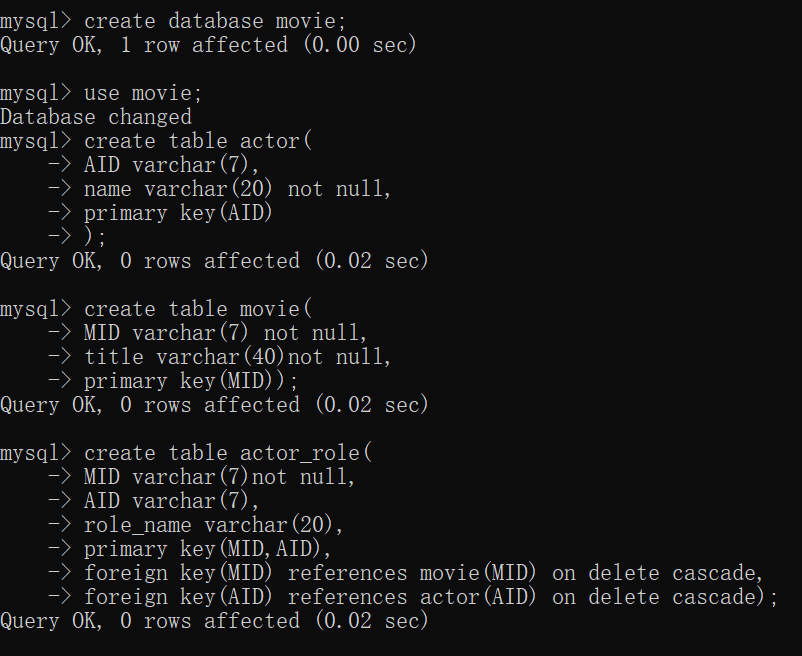 mysql> create database movie;
Query OK, 1 row affected (0.00 sec)
mysql> use movie;
Database changed
mysql> create table actor(
-> AID varchar(7),
-> name varchar(20) not null,
-> primary key(AID)
-> );
Query OK, 0 rows affected (0.02 sec)
mysql> create table movie(
-> MID varchar(7) not null,
-> title varchar(40)not null,
-> primary key(MID));
Query OK, 0 rows affected (0.02 sec)
mysql> create table actor_role(
-> MID varchar(7)not null,
-> AID varchar(7),
-> role_name varchar(20),
-> primary key(MID,AID),
-> foreign key(MID) references movie(MID) on delete cascade,
-> foreign key(AID) references actor(AID) on delete cascade);
Query OK, 0 rows affected (0.02 sec)